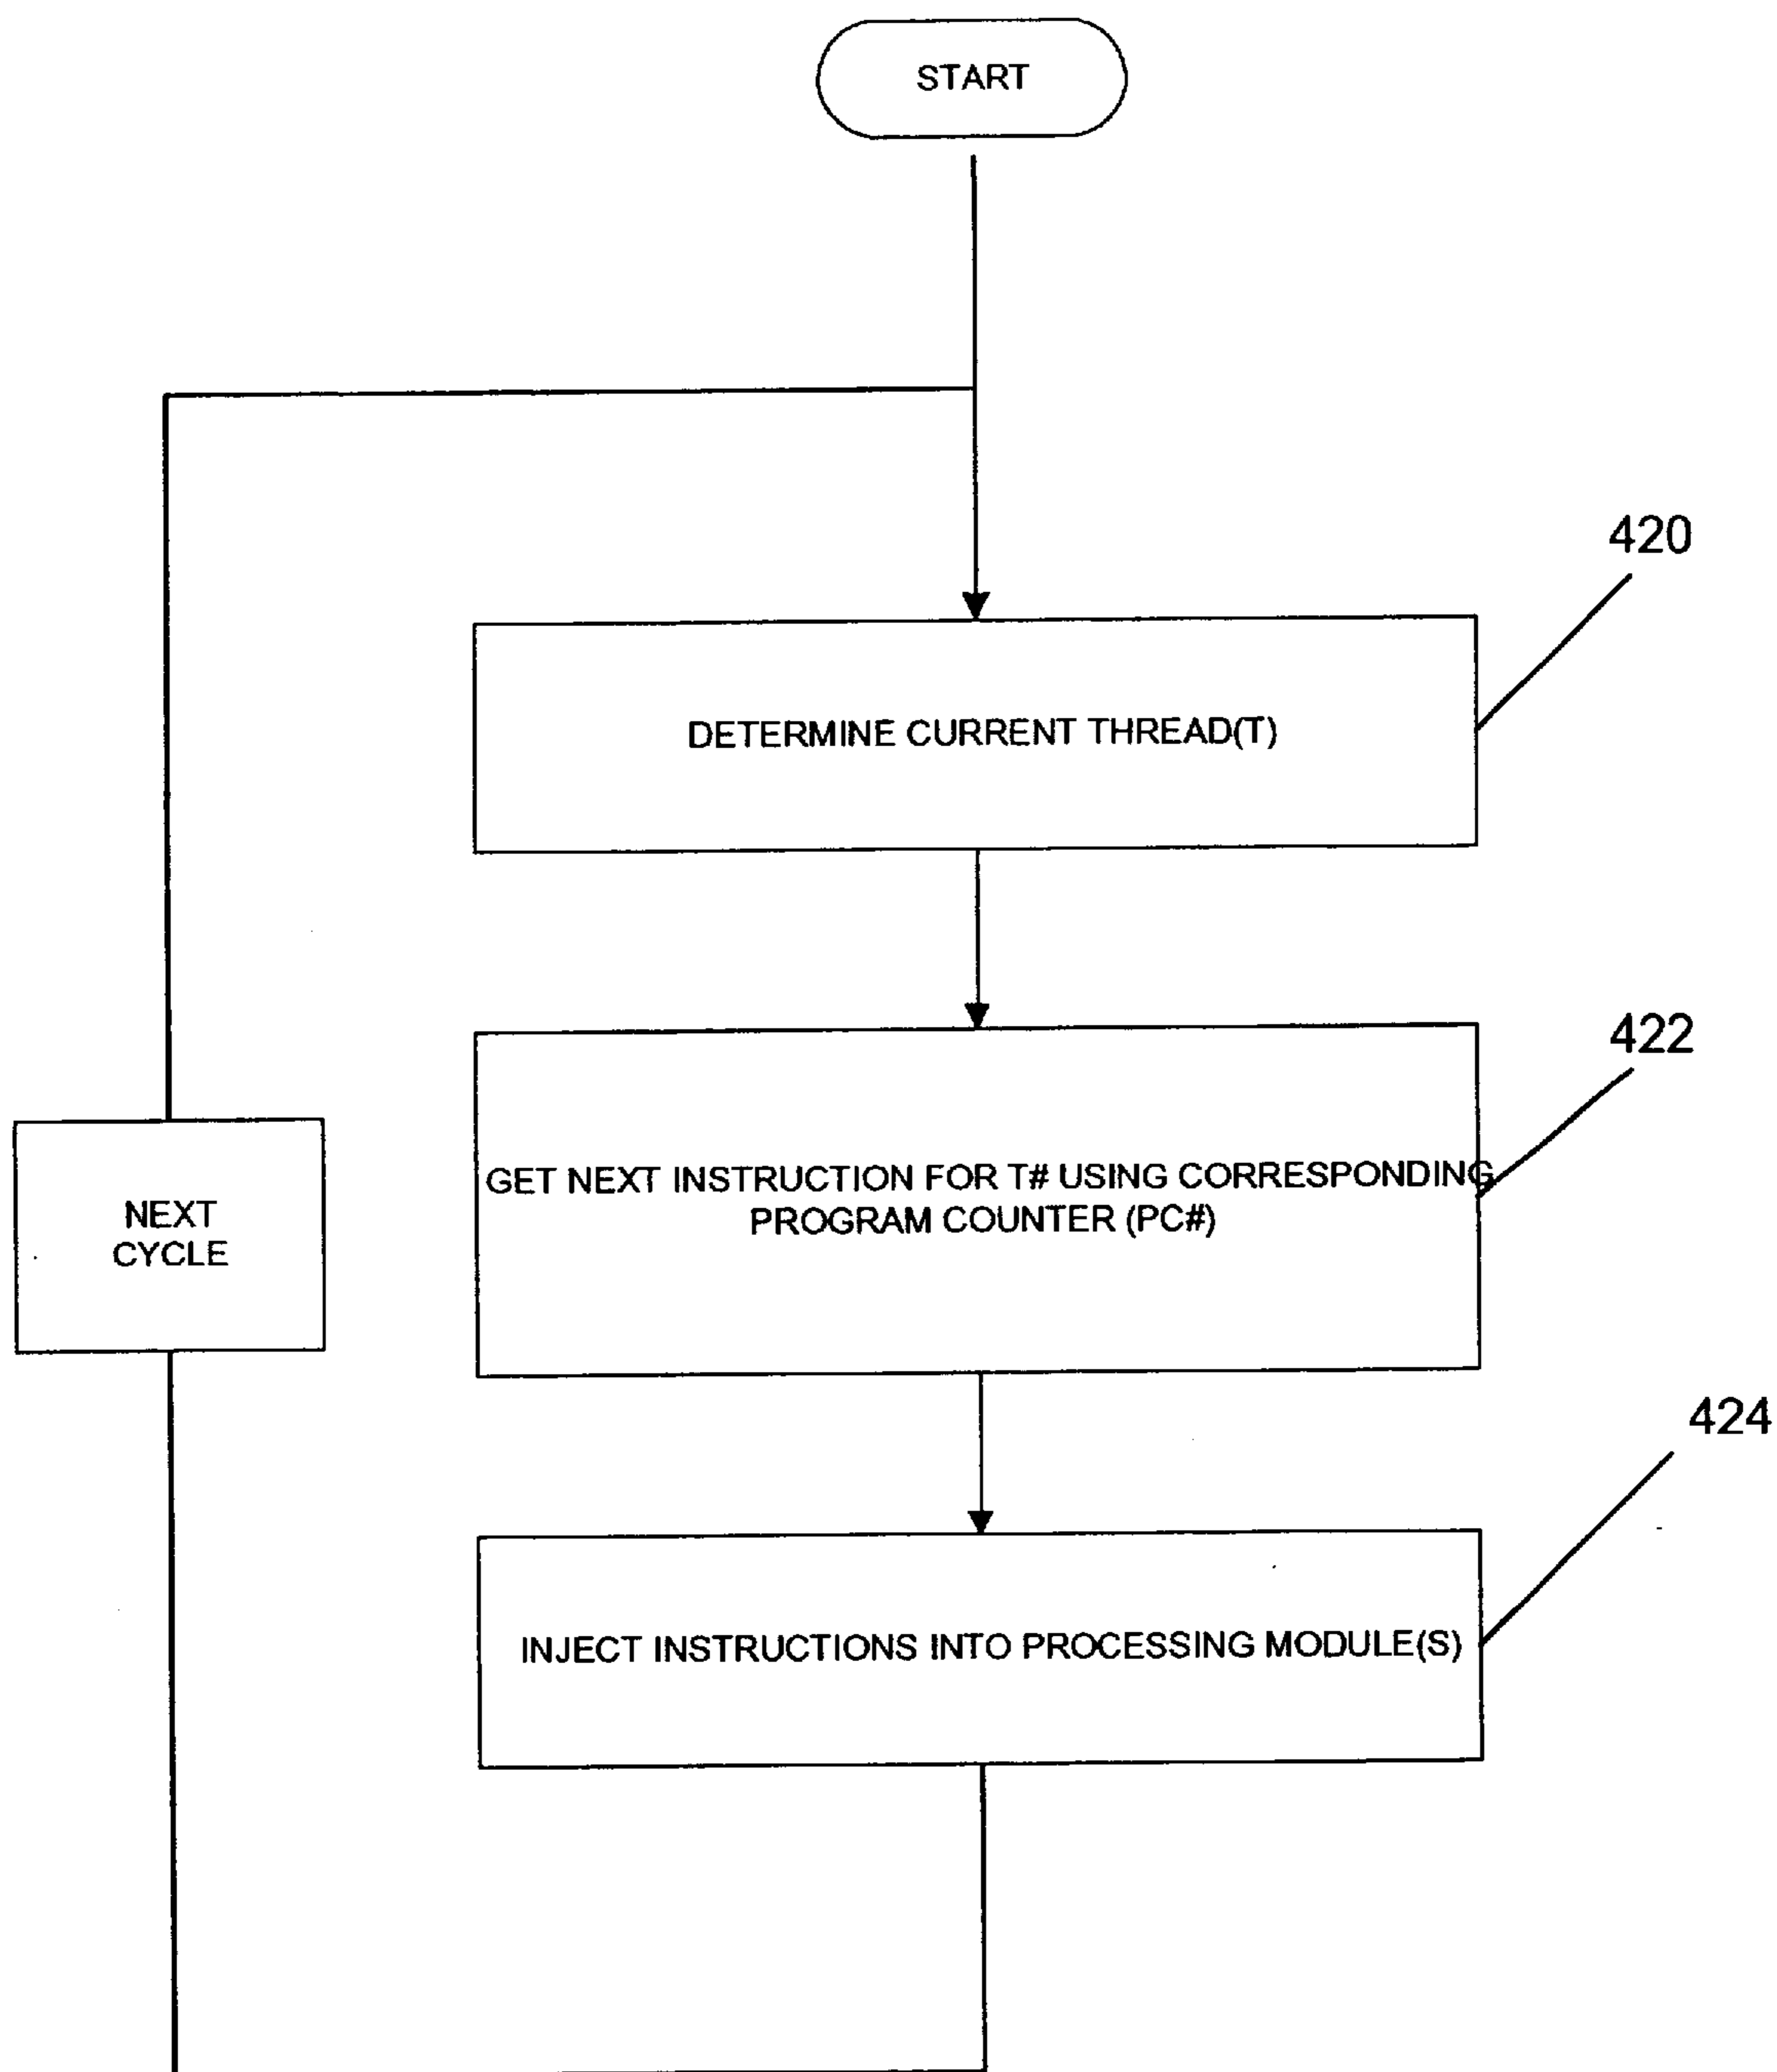 START
420
DETERMINE CURRENT THREAD(T)
422
GET NEXT INSTRUCTION FOR T# USING CORRESPONDING
PROGRAM COUNTER (PC#)
NEXT
CYCLE
424
INJECT INSTRUCTIONS INTO PROCESSING MODULE(S)